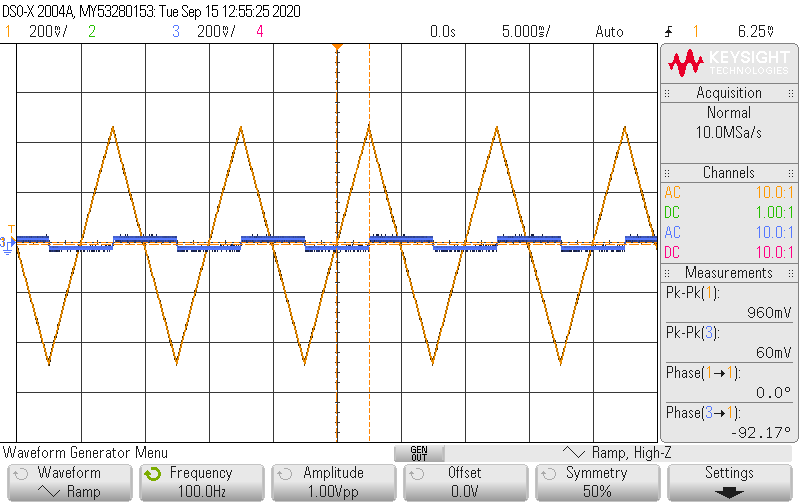 DSO-X 2004A, MY53280153: Tue Sep 15 12:55:25 2020
1 200mV/ 2 3 200mV/ 4 0.0s 5.000ms/ Auto 1 6.25mV
KEYSIGHT
TECHNOLOGIES
Acquisition
Normal
10.0MSa/s
Channels
AC 10.0:1
DC 1.00:1
AC 10.0:1
DC 10.0:1
Measurements
Pk-Pk(1):
960mV
Pk-Pk(3):
60mV
Phase(1→1):
0.0°
Phase(3→1):
-92.17°
T
3
Waveform Generator Menu
GEN
OUT
Ramp, High-Z
Waveform
Ramp
Frequency
100.0Hz
Amplitude
1.00Vpp
Offset
0.0V
Symmetry
50%
Settings